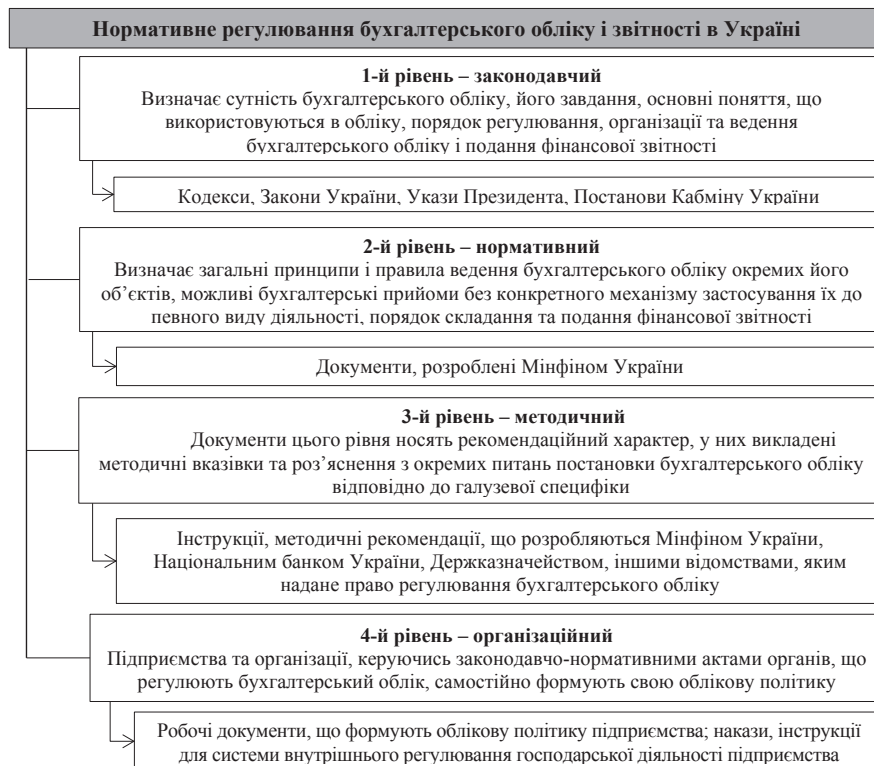 Нормативне регулювання бухгалтерського обліку і звітності в Україні
1-й рівень – законодавчий
Визначає сутність бухгалтерського обліку, його завдання, основні поняття, що
використовуються в обліку, порядок регулювання, організації та ведення
бухгалтерського обліку і подання фінансової звітності
Кодекси, Закони України, Укази Президента, Постанови Кабміну України
2-й рівень – нормативний
Визначає загальні принципи і правила ведення бухгалтерського обліку окремих його
об’єктів, можливі бухгалтерські прийоми без конкретного механізму застосування їх до
певного виду діяльності, порядок складання та подання фінансової звітності
Документи, розроблені Мінфіном України
3-й рівень – методичний
Документи цього рівня носять рекомендаційний характер, у них викладені
методичні вказівки та роз’яснення з окремих питань постановки бухгалтерського обліку
відповідно до галузевої специфіки
Інструкції, методичні рекомендації, що розробляються Мінфіном України,
Національним банком України, Держказначейством, іншими відомствами, яким
надане право регулювання бухгалтерського обліку
4-й рівень – організаційний
Підприємства та організації, керуючись законодавчо-нормативними актами органів, що
регулюють бухгалтерський облік, самостійно формують свою облікову політику
Робочі документи, що формують облікову політику підприємства; накази, інструкції
для системи внутрішнього регулювання господарської діяльності підприємства